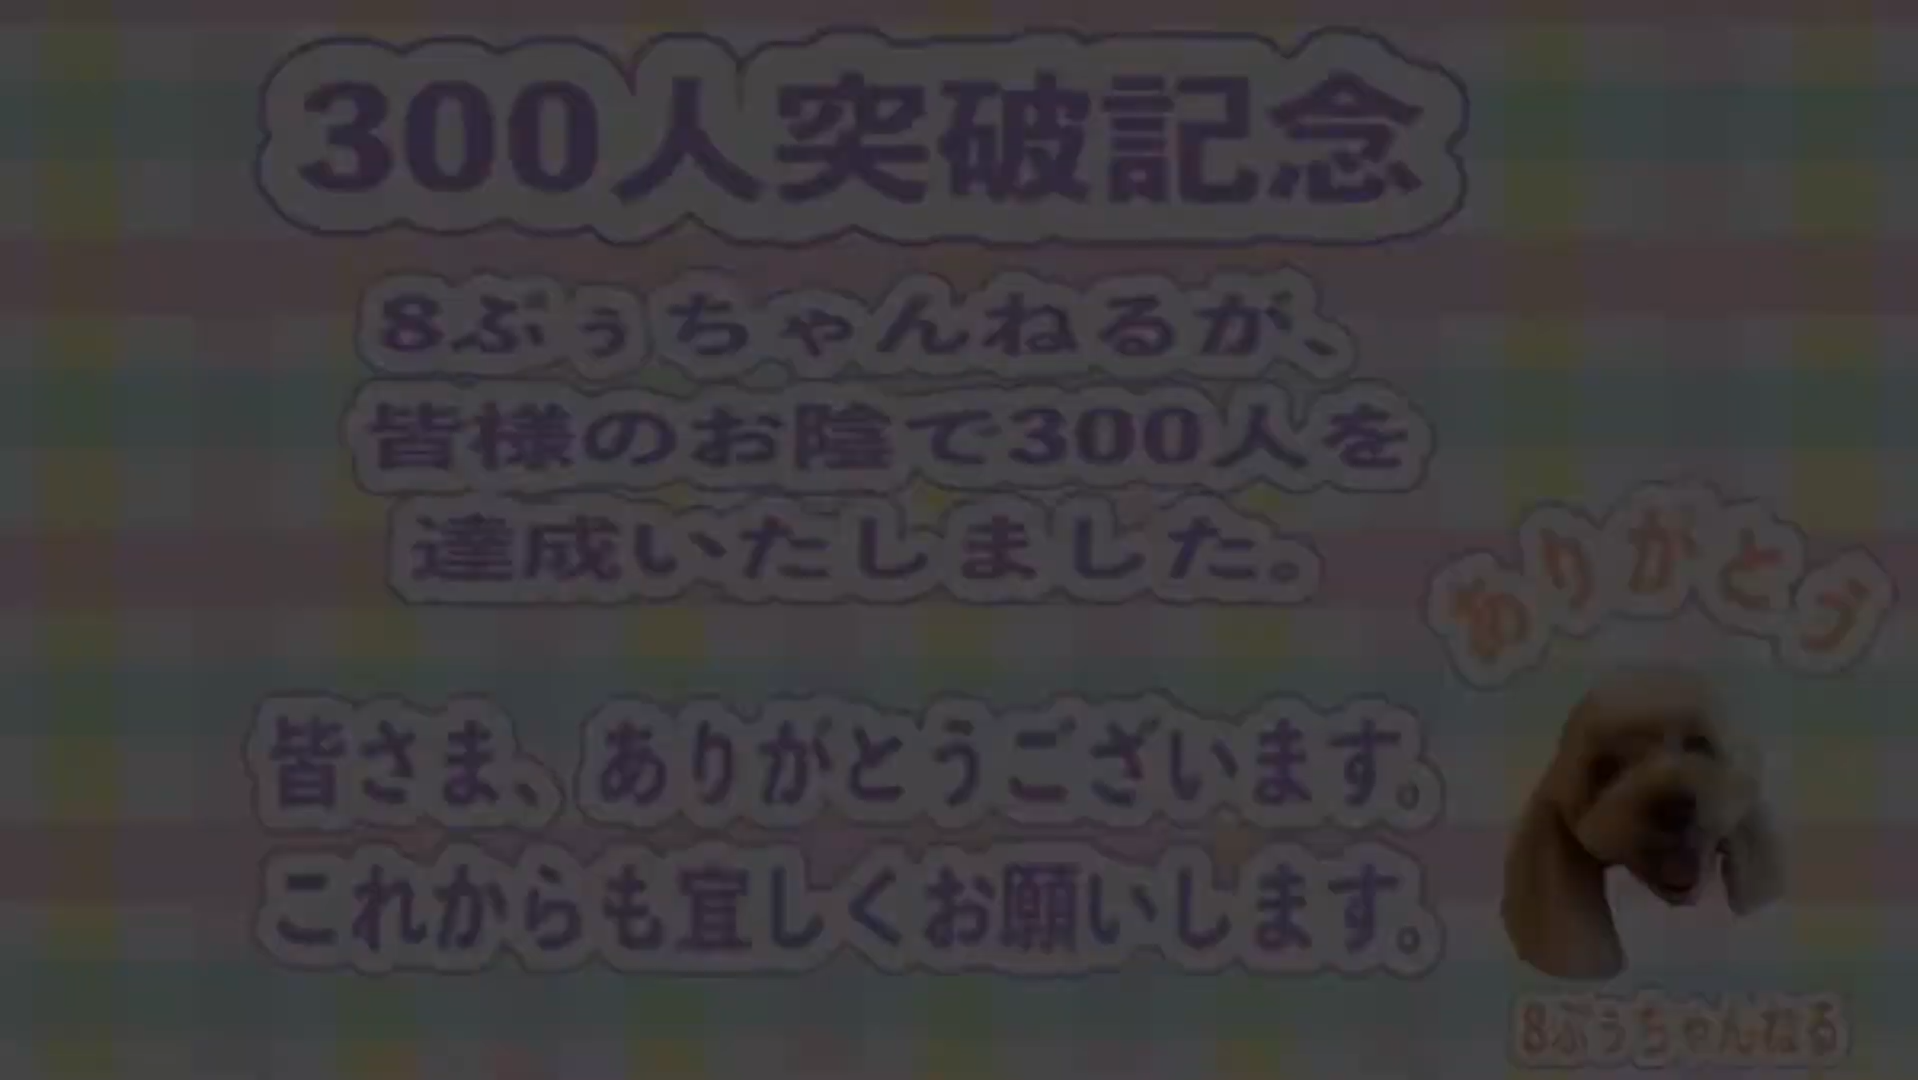 300人突破記念
8ぶぅちゃんねるが、
皆様のお陰で300人を
達成いたしました。
ありがとう
皆さま、ありがとうございます。
これからも宜しくお願いします。
8ぶぅちゃんねる